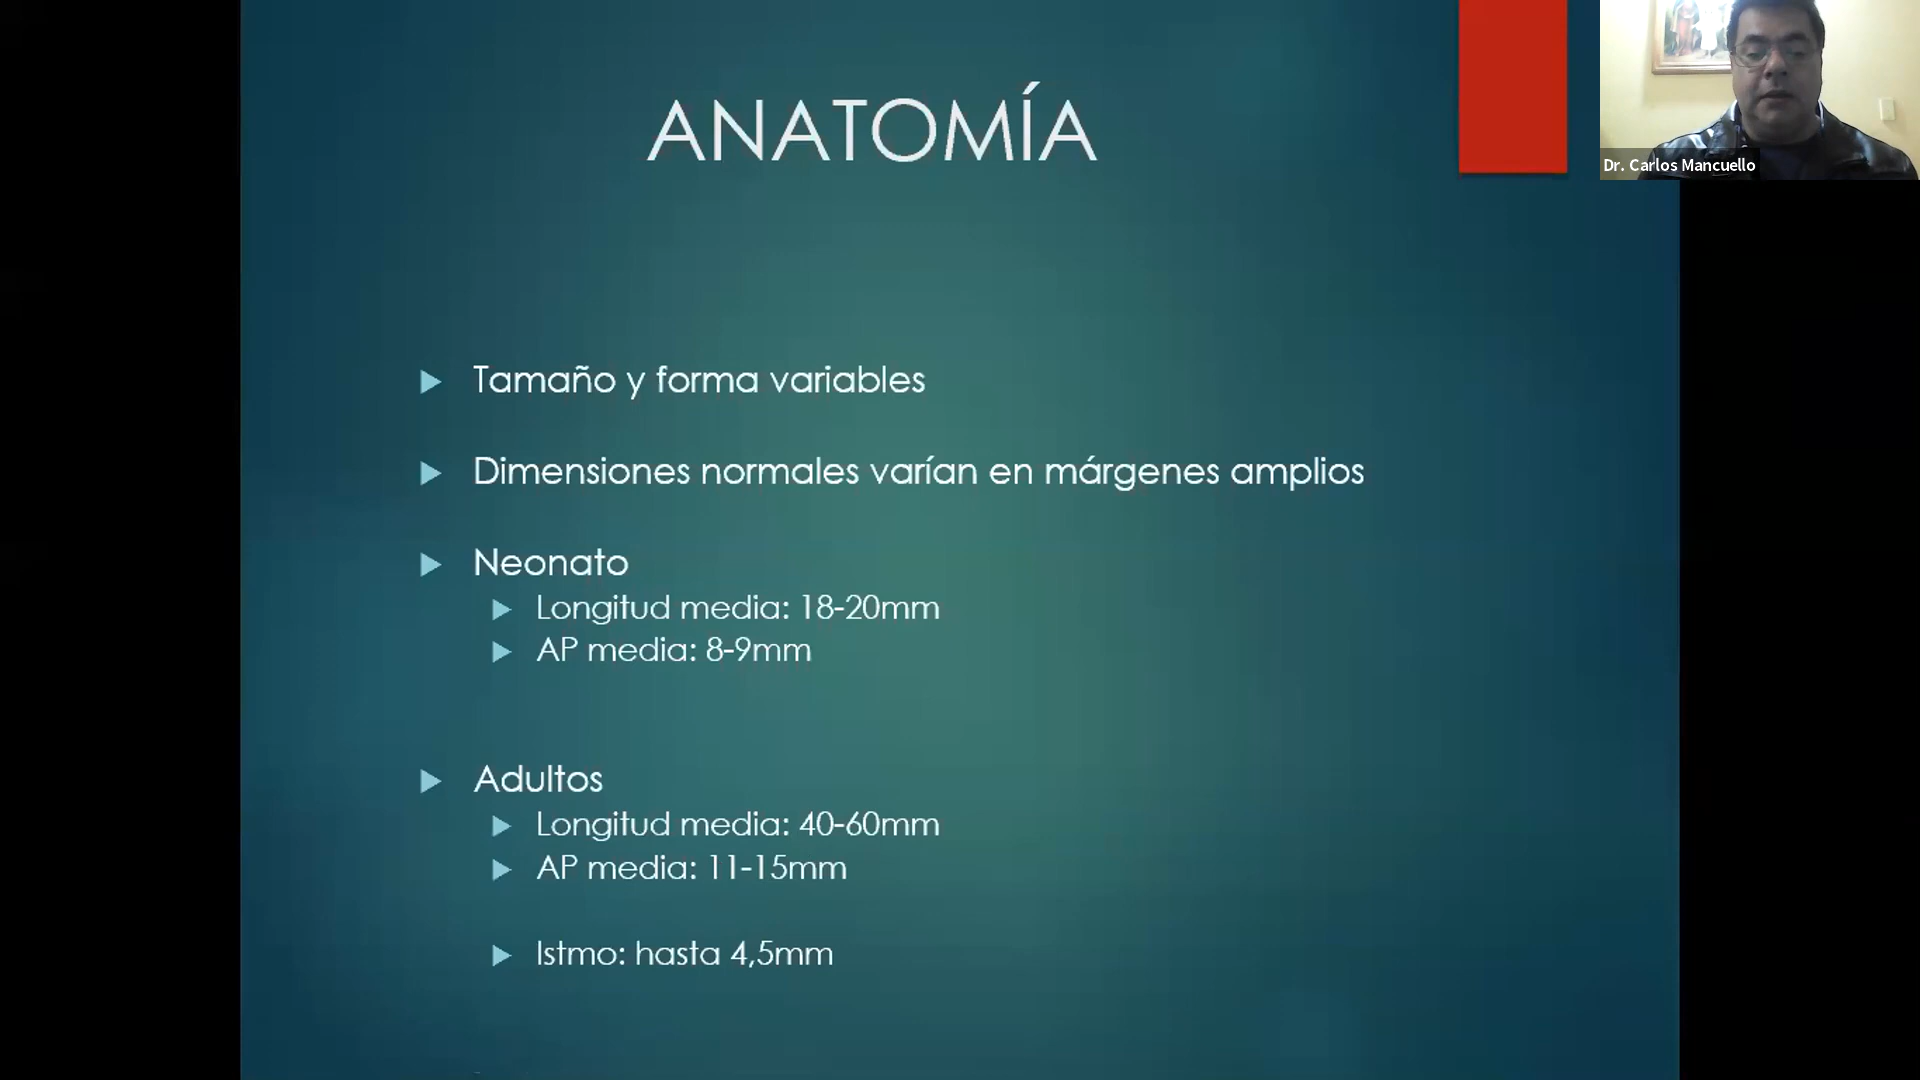 ANATOMÍA
Dr. Carlos Mancuello
Tamaño y forma variables
Dimensiones normales varían en márgenes amplios
Neonato
Longitud media: 18-20mm
AP media: 8-9mm
Adultos
Longitud media: 40-60mm
AP media: 11-15mm
Istmo: hasta 4,5mm